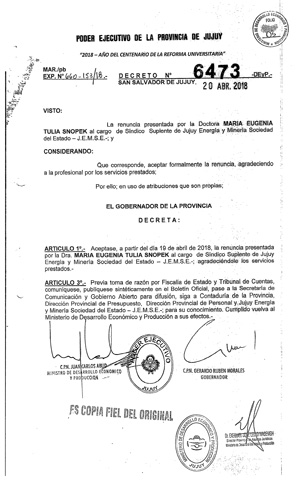 PODER EJECUTIVO DE LA PROVINCIA DE JUJUY
"2018 – AÑO DEL CENTENARIO DE LA REFORMA UNIVERSITARIA"
MAR./pb
EXP. Nº 660-153/18.-
DECRETO Nº 6473 -DEyP.-
SAN SALVADOR DE JUJUY, 20 ABR. 2018
VISTO:
La renuncia presentada por la Doctora MARIA EUGENIA
TULIA SNOPEK al cargo de Síndico Suplente de Jujuy Energía y Minería Sociedad
del Estado – J.E.M.S.E.-; y
CONSIDERANDO:
Que corresponde, aceptar formalmente la renuncia, agradeciendo
a la profesional por los servicios prestados;
Por ello; en uso de atribuciones que son propias;
EL GOBERNADOR DE LA PROVINCIA
DECRETA:
ARTICULO 1º.- Aceptase, a partir del día 19 de abril de 2018, la renuncia presentada
por la Dra. MARIA EUGENIA TULIA SNOPEK al cargo de Síndico Suplente de Jujuy
Energía y Minería Sociedad del Estado – J.E.M.S.E.-; agradeciéndole los servicios
prestados.-
ARTICULO 2º.- Previa toma de razón por Fiscalía de Estado y Tribunal de Cuentas,
comuníquese, publíquese sintéticamente en el Boletín Oficial, pase a la Secretaría de
Comunicación y Gobierno Abierto para difusión, siga a Contaduría de la Provincia,
Dirección Provincial de Presupuesto, Dirección Provincial de Personal y Jujuy Energía
y Minería Sociedad del Estado – J.E.M.S.E.-; para su conocimiento. Cumplido vuelva al
Ministerio de Desarrollo Económico y Producción a sus efectos.-
C.P.N. JUAN CARLOS ABUD
MINISTRO DE DESARROLLO ECONÓMICO
Y PRODUCCION
C.P.N. GERARDO RUBEN MORALES
GOBERNADOR
JUJUY
ES COPIA FIEL DEL ORIGINAL
JUJUY